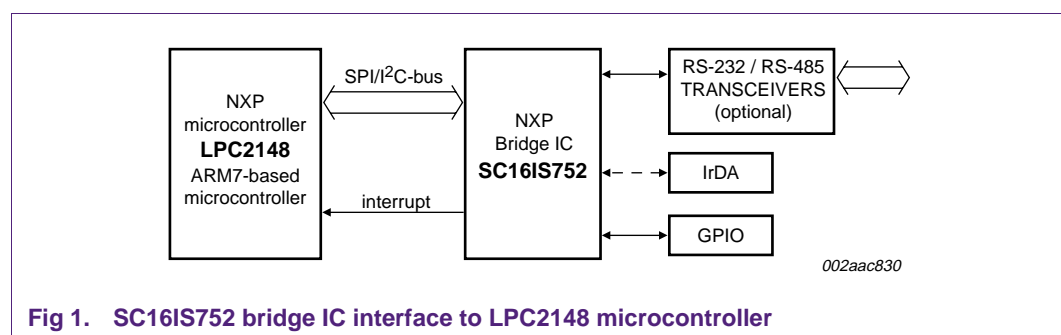 NXP
microcontroller
LPC2148
ARM7-based
microcontroller
SPI/I²C-bus
interrupt
NXP
Bridge IC
SC16IS752
RS-232 / RS-485
TRANSCEIVERS
(optional)
IrDA
GPIO
002aac830
Fig 1. SC16IS752 bridge IC interface to LPC2148 microcontroller